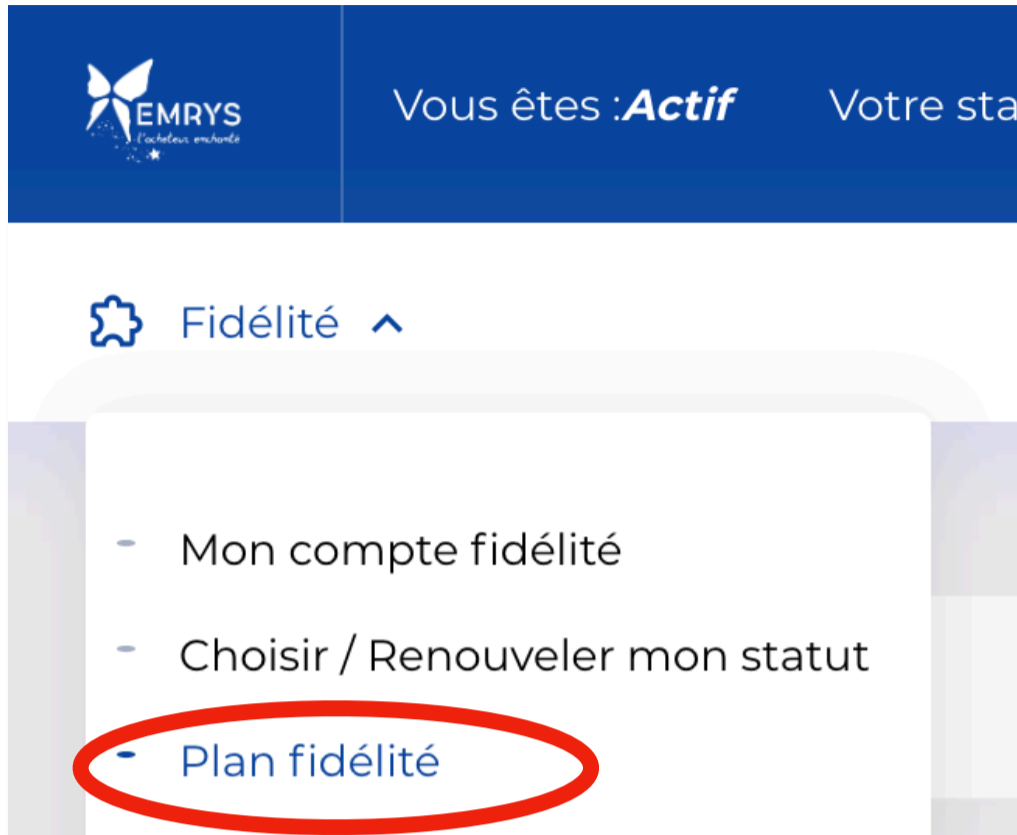 EMRYS
l'acheteur enchanté
Vous êtes :Actif
Votre sta
Fidélité
Mon compte fidélité
Choisir / Renouveler mon statut
Plan fidélité